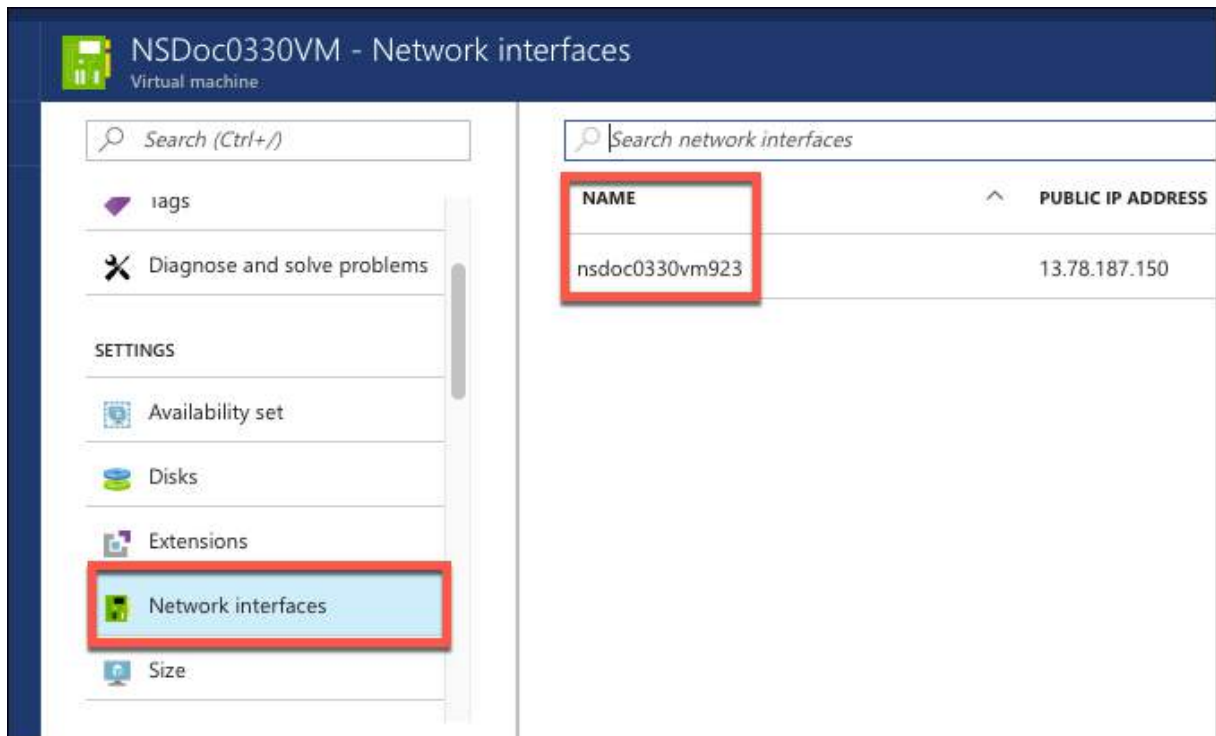 NSDoc0330VM - Network interfaces
Virtual machine
Search (Ctrl+/)
Search network interfaces
Tags
NAME
PUBLIC IP ADDRESS
Diagnose and solve problems
nsdoc0330vm923
13.78.187.150
SETTINGS
Availability set
Disks
Extensions
Network interfaces
Size